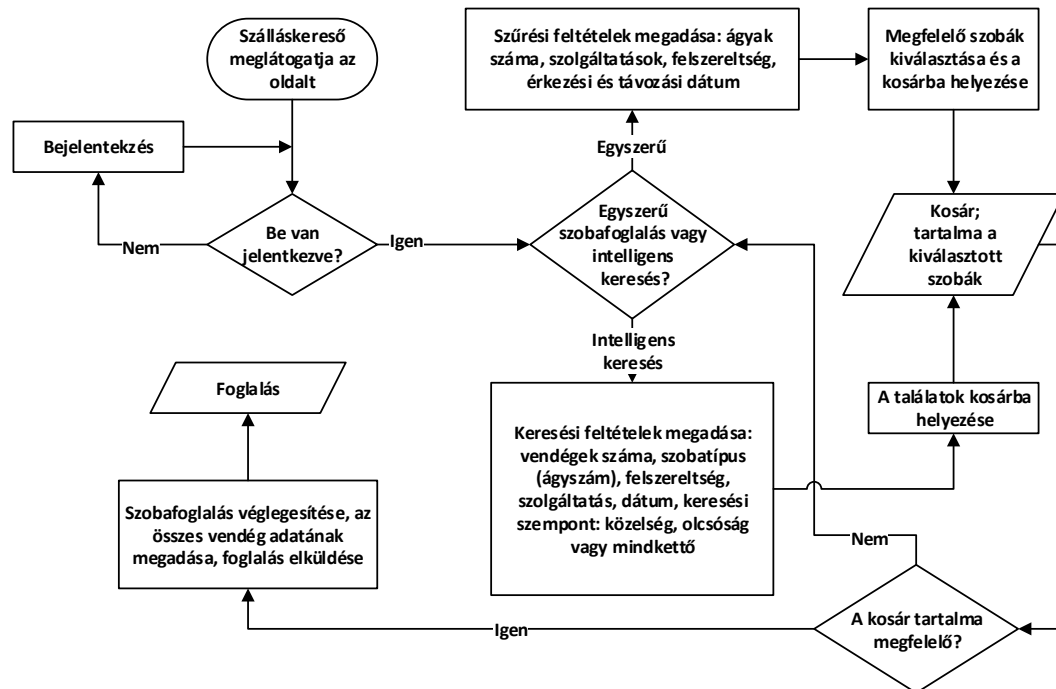 Szálláskereső
meglátogatja az
oldalt
Szűrési feltételek megadása: ágyak
száma, szolgáltatások, felszereltség,
érkezési és távozási dátum
Megfelelő szobák
kiválasztása és a
kosárba helyezése
Bejelentekzés
Egyszerű
Be van
jelentkezve?
Nem
Igen
Egyszerű
szobafoglalás vagy
intelligens
keresés?
Kosár;
tartalma a
kiválasztott
szobák
Intelligens
keresés
Foglalás
A találatok kosárba
helyezése
Keresési feltételek megadása:
vendégek száma, szobatípus
(ágyszám), felszereltség,
szolgáltatás, dátum, keresési
szempont: közelség, olcsóság
vagy mindkettő
Szobafoglalás véglegesítése, az
összes vendég adatának
megadása, foglalás elküldése
Nem
A kosár tartalma
megfelelő?
Igen